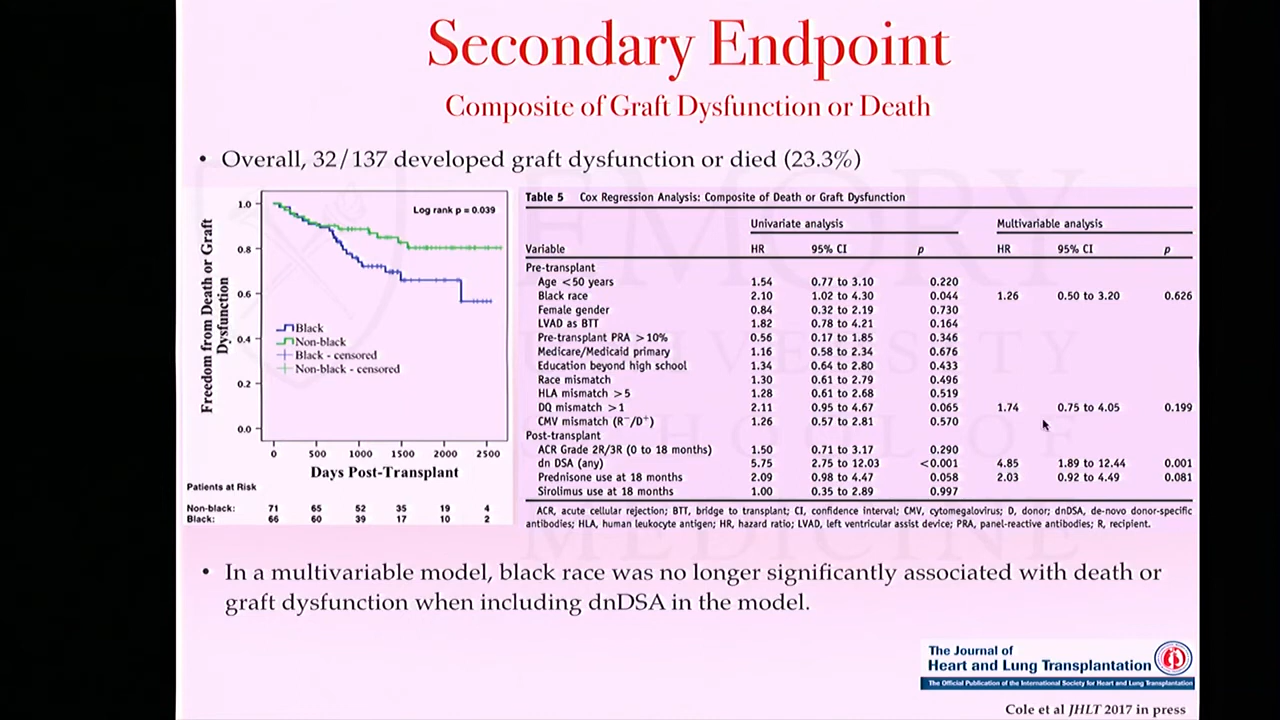 Secondary Endpoint
Composite of Graft Dysfunction or Death
• Overall, 32/137 developed graft dysfunction or died (23.3%)
Freedom from Death or Graft
Dysfunction
1.0
0.8
0.6
0.4
0.2
0.0
Log rank p = 0.039
Black
Non-black
Black - censored
Non-black - censored
0 500 1000 1500 2000 2500
Days Post-Transplant
Patients at Risk
Non-black: 71 65 52 35 19 4
Black: 66 60 39 17 10 2
Table 5 Cox Regression Analysis: Composite of Death or Graft Dysfunction
Univariate analysis Multivariable analysis
Variable HR 95% CI p HR 95% CI p
Pre-transplant
Age <50 years 1.54 0.77 to 3.10 0.220
Black race 2.10 1.02 to 4.30 0.044 1.26 0.50 to 3.20 0.626
Female gender 0.84 0.32 to 2.19 0.730
LVAD as BTT 1.82 0.78 to 4.21 0.164
Pre-transplant PRA >10% 0.56 0.17 to 1.85 0.346
Medicare/Medicaid primary 1.16 0.58 to 2.34 0.676
Education beyond high school 1.34 0.64 to 2.80 0.433
Race mismatch 1.30 0.61 to 2.79 0.496
HLA mismatch >5 1.28 0.61 to 2.68 0.519
DQ mismatch >1 2.11 0.95 to 4.67 0.065 1.74 0.75 to 4.05 0.199
CMV mismatch (R⁻/D⁺) 1.26 0.57 to 2.81 0.570
Post-transplant
ACR Grade 2R/3R (0 to 18 months) 1.50 0.71 to 3.17 0.290
dn DSA (any) 5.75 2.75 to 12.03 <0.001 4.85 1.89 to 12.44 0.001
Prednisone use at 18 months 2.09 0.98 to 4.47 0.058 2.03 0.92 to 4.49 0.081
Sirolimus use at 18 months 1.00 0.35 to 2.89 0.997
ACR, acute cellular rejection; BTT, bridge to transplant; CI, confidence interval; CMV, cytomegalovirus; D, donor; dnDSA, de-novo donor-specific
antibodies; HLA, human leukocyte antigen; HR, hazard ratio; LVAD, left ventricular assist device; PRA, panel-reactive antibodies; R, recipient.
EMORY
UNIVERSITY
SCHOOL OF
MEDICINE
• In a multivariable model, black race was no longer significantly associated with death or
graft dysfunction when including dnDSA in the model.
The Journal of
Heart and Lung Transplantation
The Official Publication of the International Society for Heart and Lung Transplantation
Cole et al JHLT 2017 in press